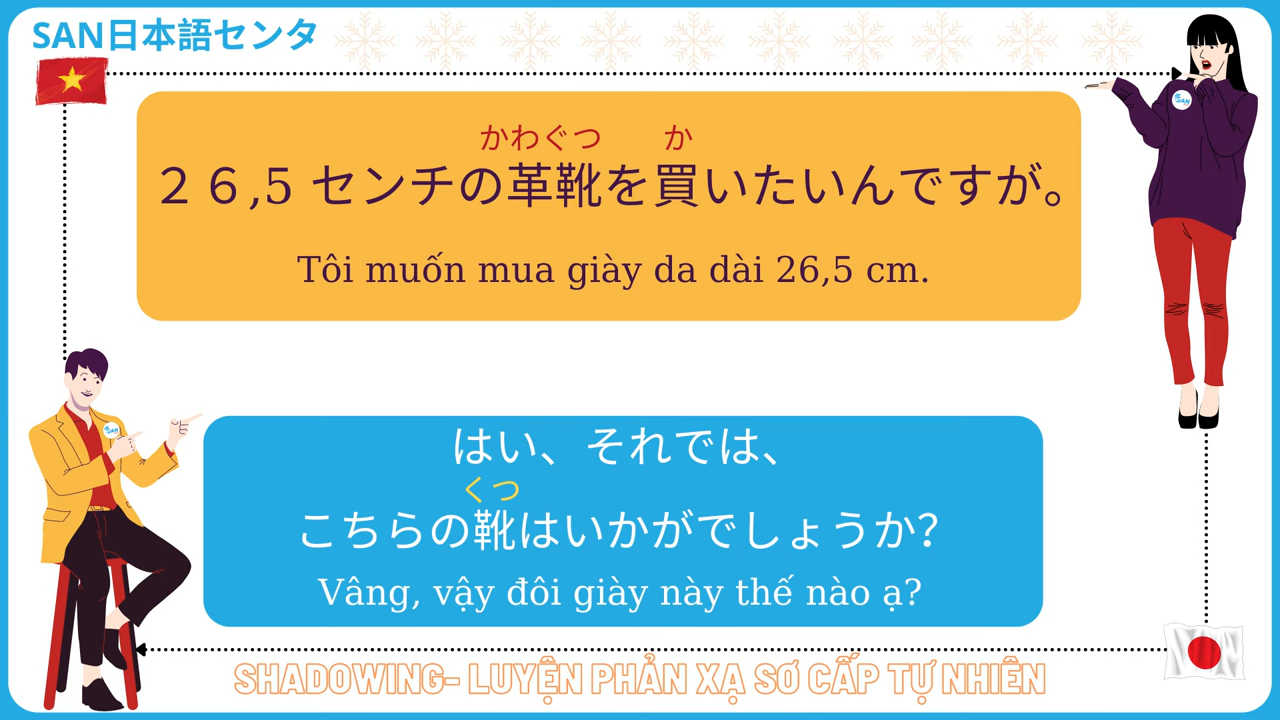 SAN日本語センタ
かわぐつ か
２６,5 センチの革靴を買いたいんですが。
Tôi muốn mua giày da dài 26,5 cm.
はい、それでは、
くつ
こちらの靴はいかがでしょうか?
Vâng, vậy đôi giày này thế nào ạ?
SHADOWING- LUYỆN PHẢN XẠ SƠ CẤP TỰ NHIÊN